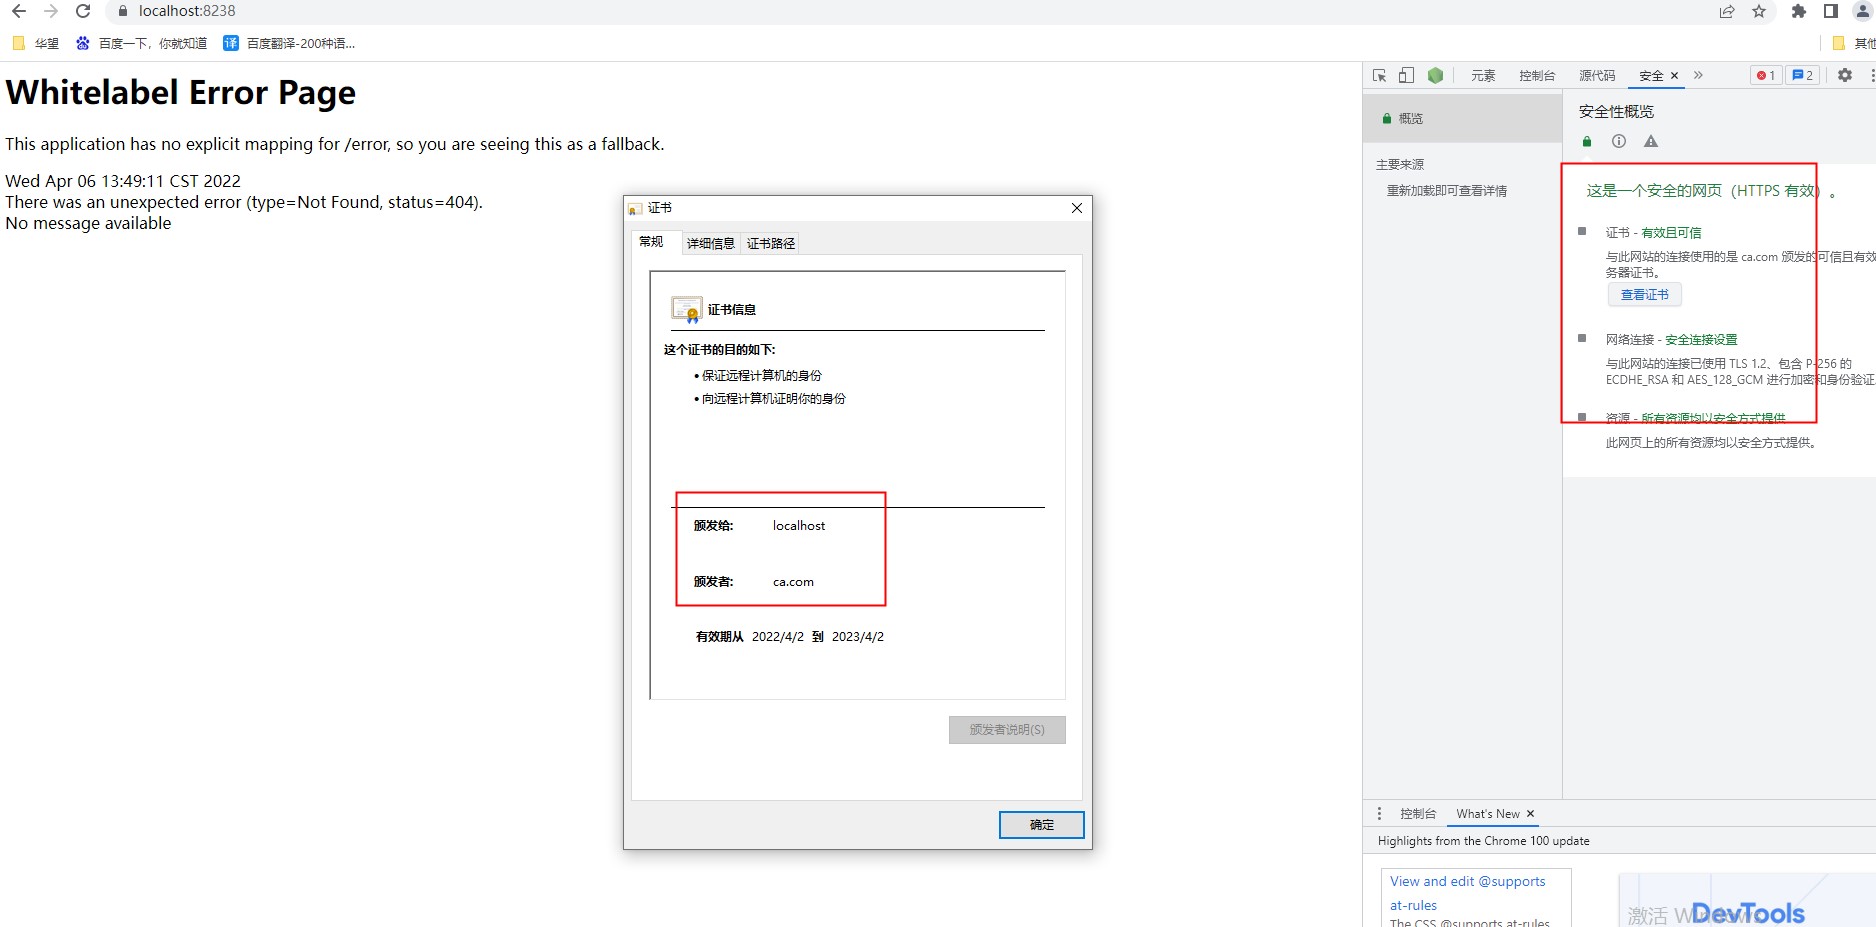 localhost:8238
华望
百度一下，你就知道
译
百度翻译-200种语...
其他
Whitelabel Error Page
This application has no explicit mapping for /error, so you are seeing this as a fallback.
Wed Apr 06 13:49:11 CST 2022
There was an unexpected error (type=Not Found, status=404).
No message available
证书
常规
详细信息
证书路径
证书信息
这个证书的目的如下:
• 保证远程计算机的身份
• 向远程计算机证明你的身份
颁发给: localhost
颁发者: ca.com
有效期从 2022/4/2 到 2023/4/2
颁发者说明(S)
确定
元素
控制台
源代码
安全
1
2
概览
主要来源
重新加载即可查看详情
安全性概览
这是一个安全的网页（HTTPS 有效）。
证书 - 有效且可信
与此网站的连接使用的是 ca.com 颁发的可信且有效
务器证书。
查看证书
网络连接 - 安全连接设置
与此网站的连接已使用 TLS 1.2、包含 P-256 的
ECDHE_RSA 和 AES_128_GCM 进行加密和身份验证
资源 - 所有资源均以安全方式提供
此网页上的所有资源均以安全方式提供。
控制台
What's New
Highlights from the Chrome 100 update
View and edit @supports
at-rules
The CSS @supports at-rules
激活 Windows
DevTools